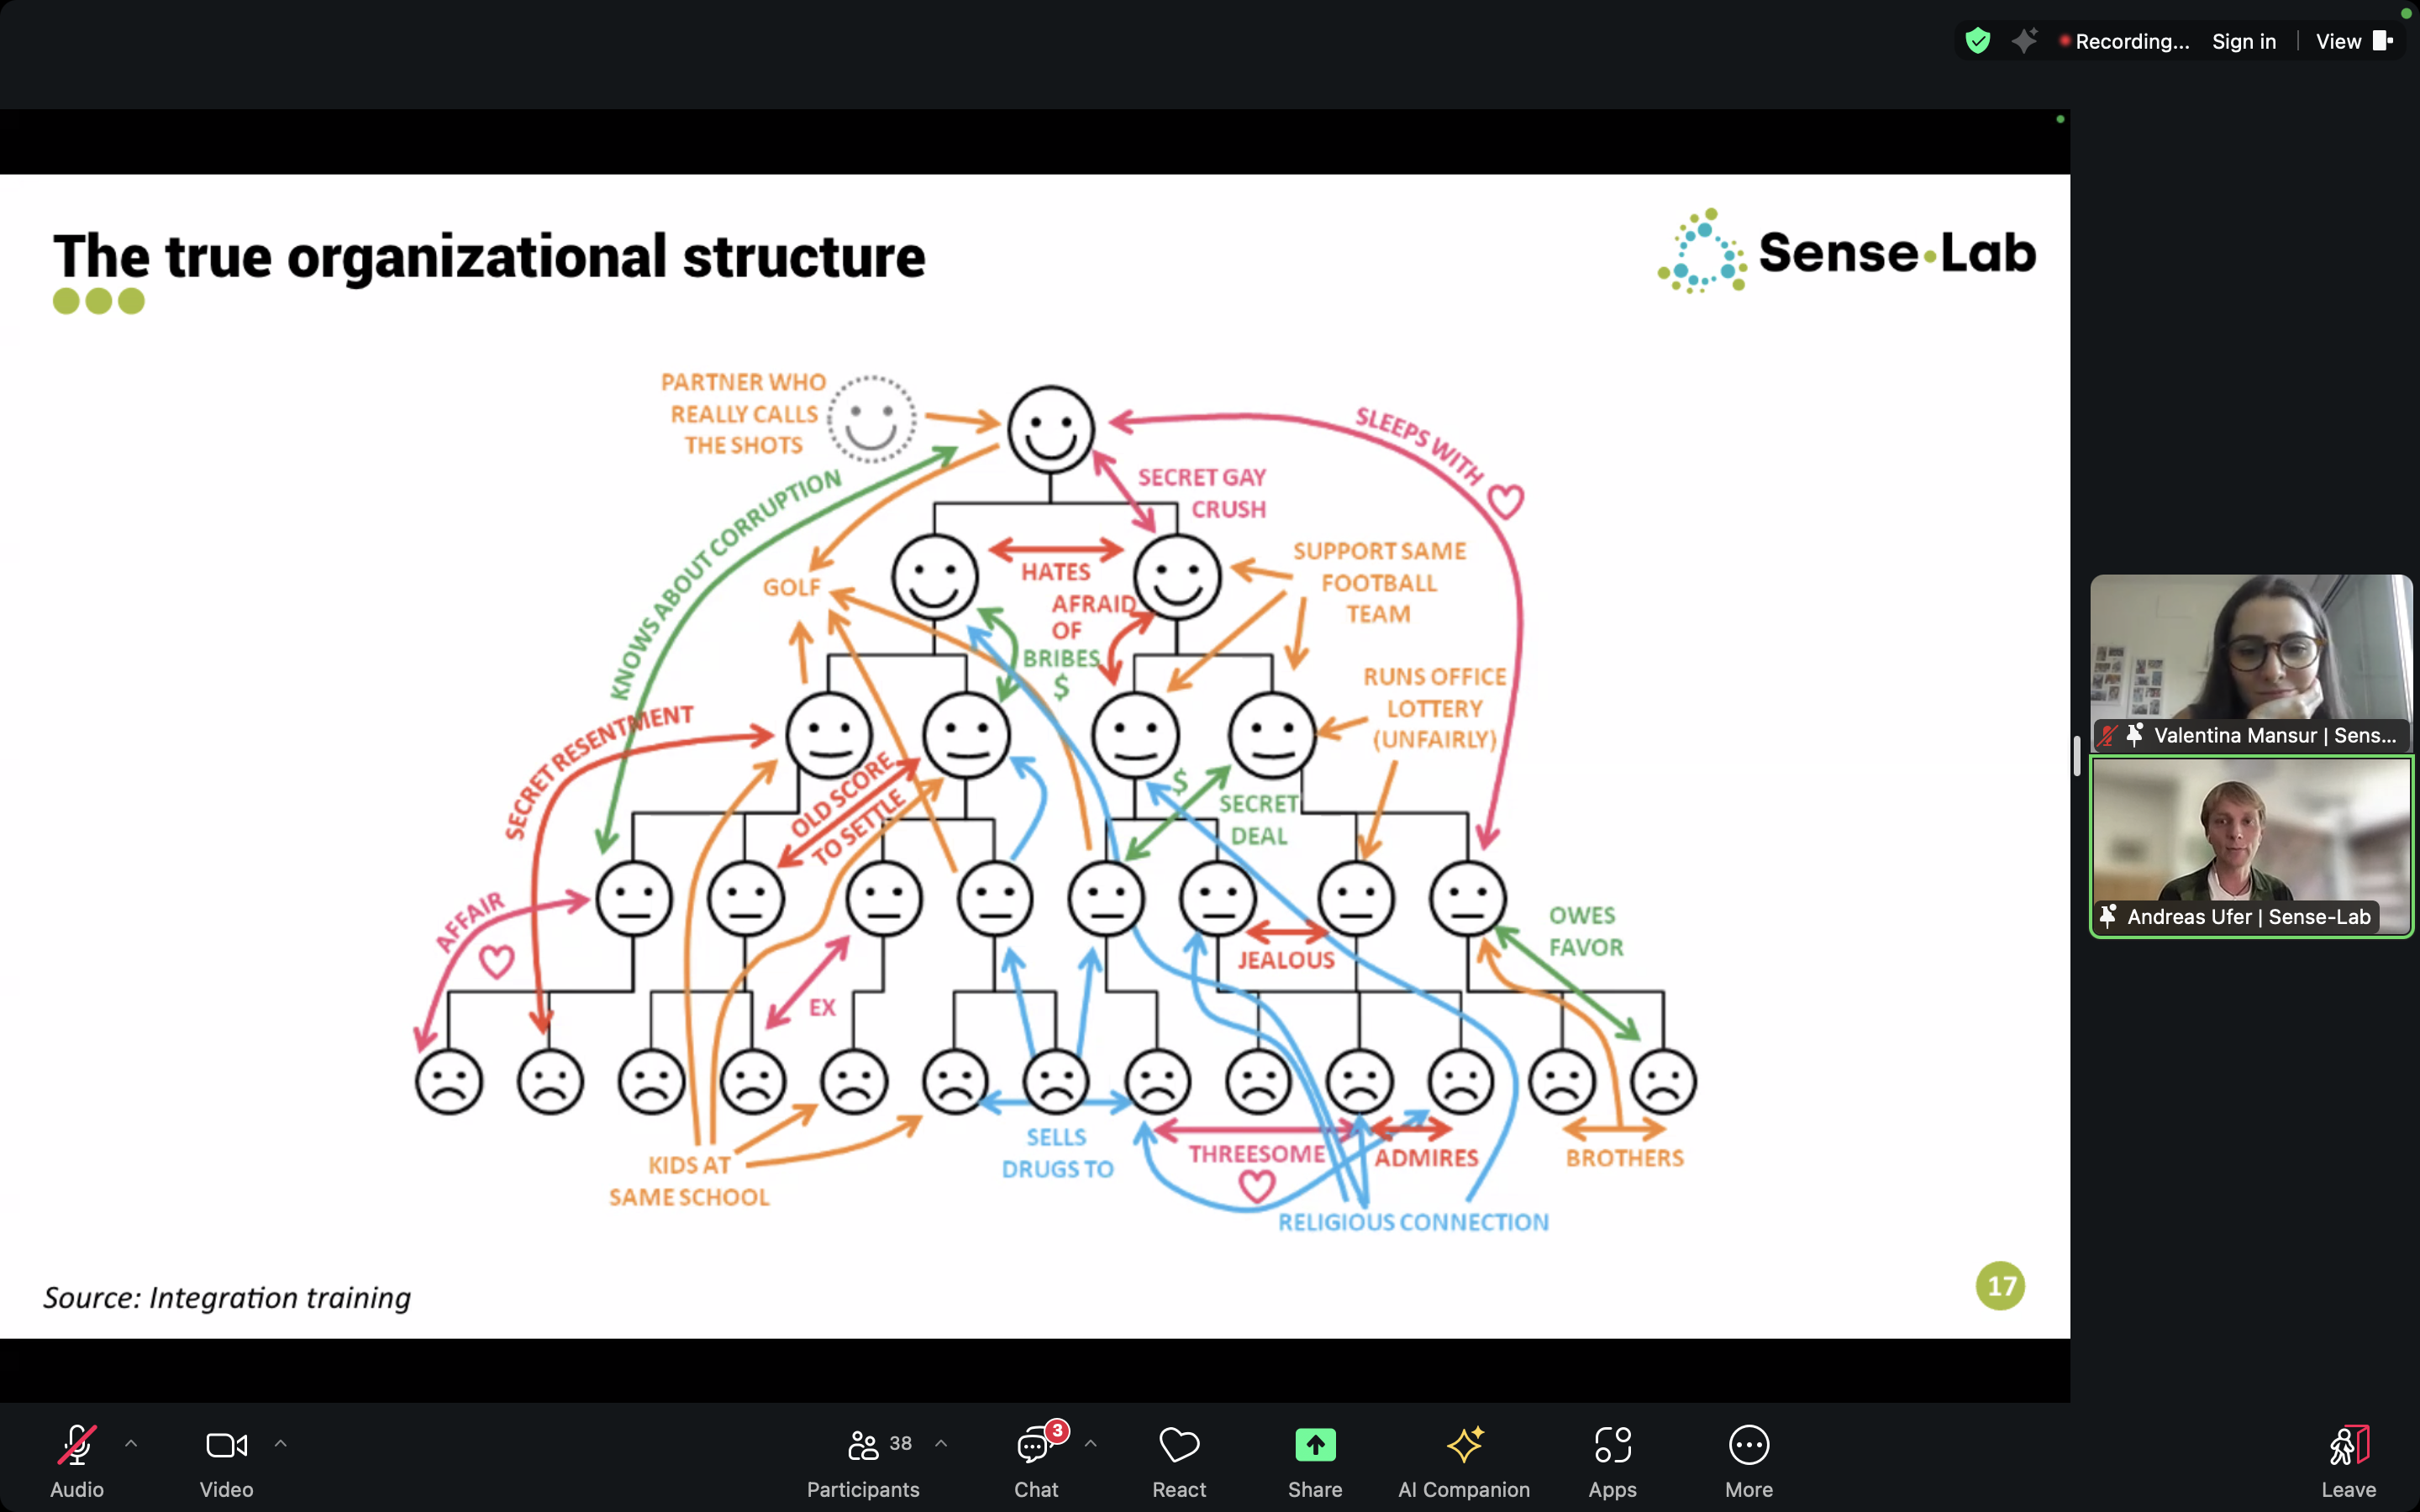 Recording...
Sign in
View
The true organizational structure
Sense Lab
PARTNER WHO
REALLY CALLS
THE SHOTS
SLEEPS WITH
SECRET GAY
CRUSH
KNOWS ABOUT CORRUPTION
HATES
SUPPORT SAME
FOOTBALL
TEAM
GOLF
AFRAID
OF
BRIBES
$
RUNS OFFICE
LOTTERY
(UNFAIRLY)
SECRET RESENTMENT
OLD SCORE
TO SETTLE
$
SECRET
DEAL
AFFAIR
OWES
FAVOR
JEALOUS
EX
KIDS AT
SAME SCHOOL
SELLS
DRUGS TO
THREESOME
ADMIRES
BROTHERS
RELIGIOUS CONNECTION
Source: Integration training
17
Valentina Mansur | Sens...
Andreas Ufer | Sense-Lab
Audio
Video
38
Participants
3
Chat
React
Share
AI Companion
Apps
More
Leave